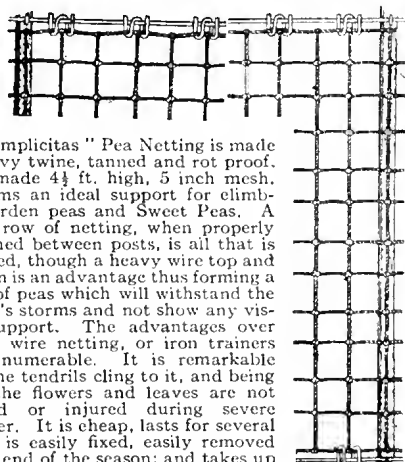 mplicitas " Pea Netting is made
vy twine, tanned and rot proof.
made 4½ ft. high, 5 inch mesh.
ms an ideal support for climb-
rden peas and Sweet Peas. A
row of netting, when properly
ned between posts, is all that is
ed, though a heavy wire top and
n is an advantage thus forming a
of peas which will withstand the
's storms and not show any vis-
upport. The advantages over
wire netting, or iron trainers
numerable. It is remarkable
he tendrils cling to it, and being
he flowers and leaves are not
d or injured during severe
er. It is cheap, lasts for several
is easily fixed, easily removed
end of the season; and takes up